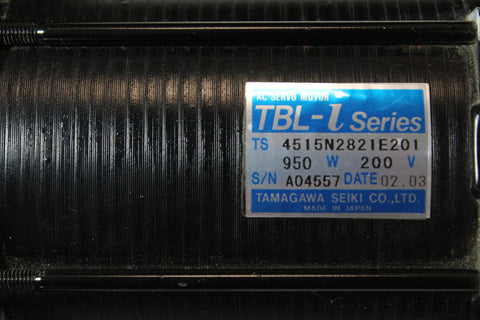 AC SERVO MOTOR
TBL-i Series
TS 4515N2821E201
950 W 200 V
S/N A04557 DATE 02.03
TAMAGAWA SEIKI CO.,LTD.
MADE IN JAPAN